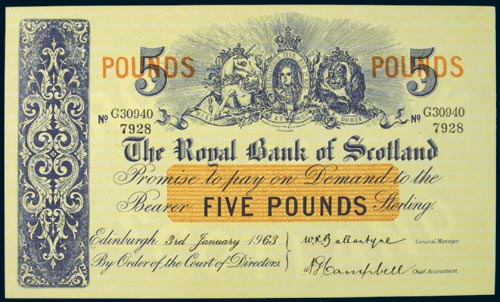 5 POUNDS POUNDS 5
Nº G30940 7928 Nº G30940 7928
The Royal Bank of Scotland
Promise to pay on Demand to the
Bearer FIVE POUNDS Sterling.
Edinburgh 3rd January 1963 W.R. Ballantyne General Manager
By Order of the Court of Directors. A G Campbell Chief Accountant